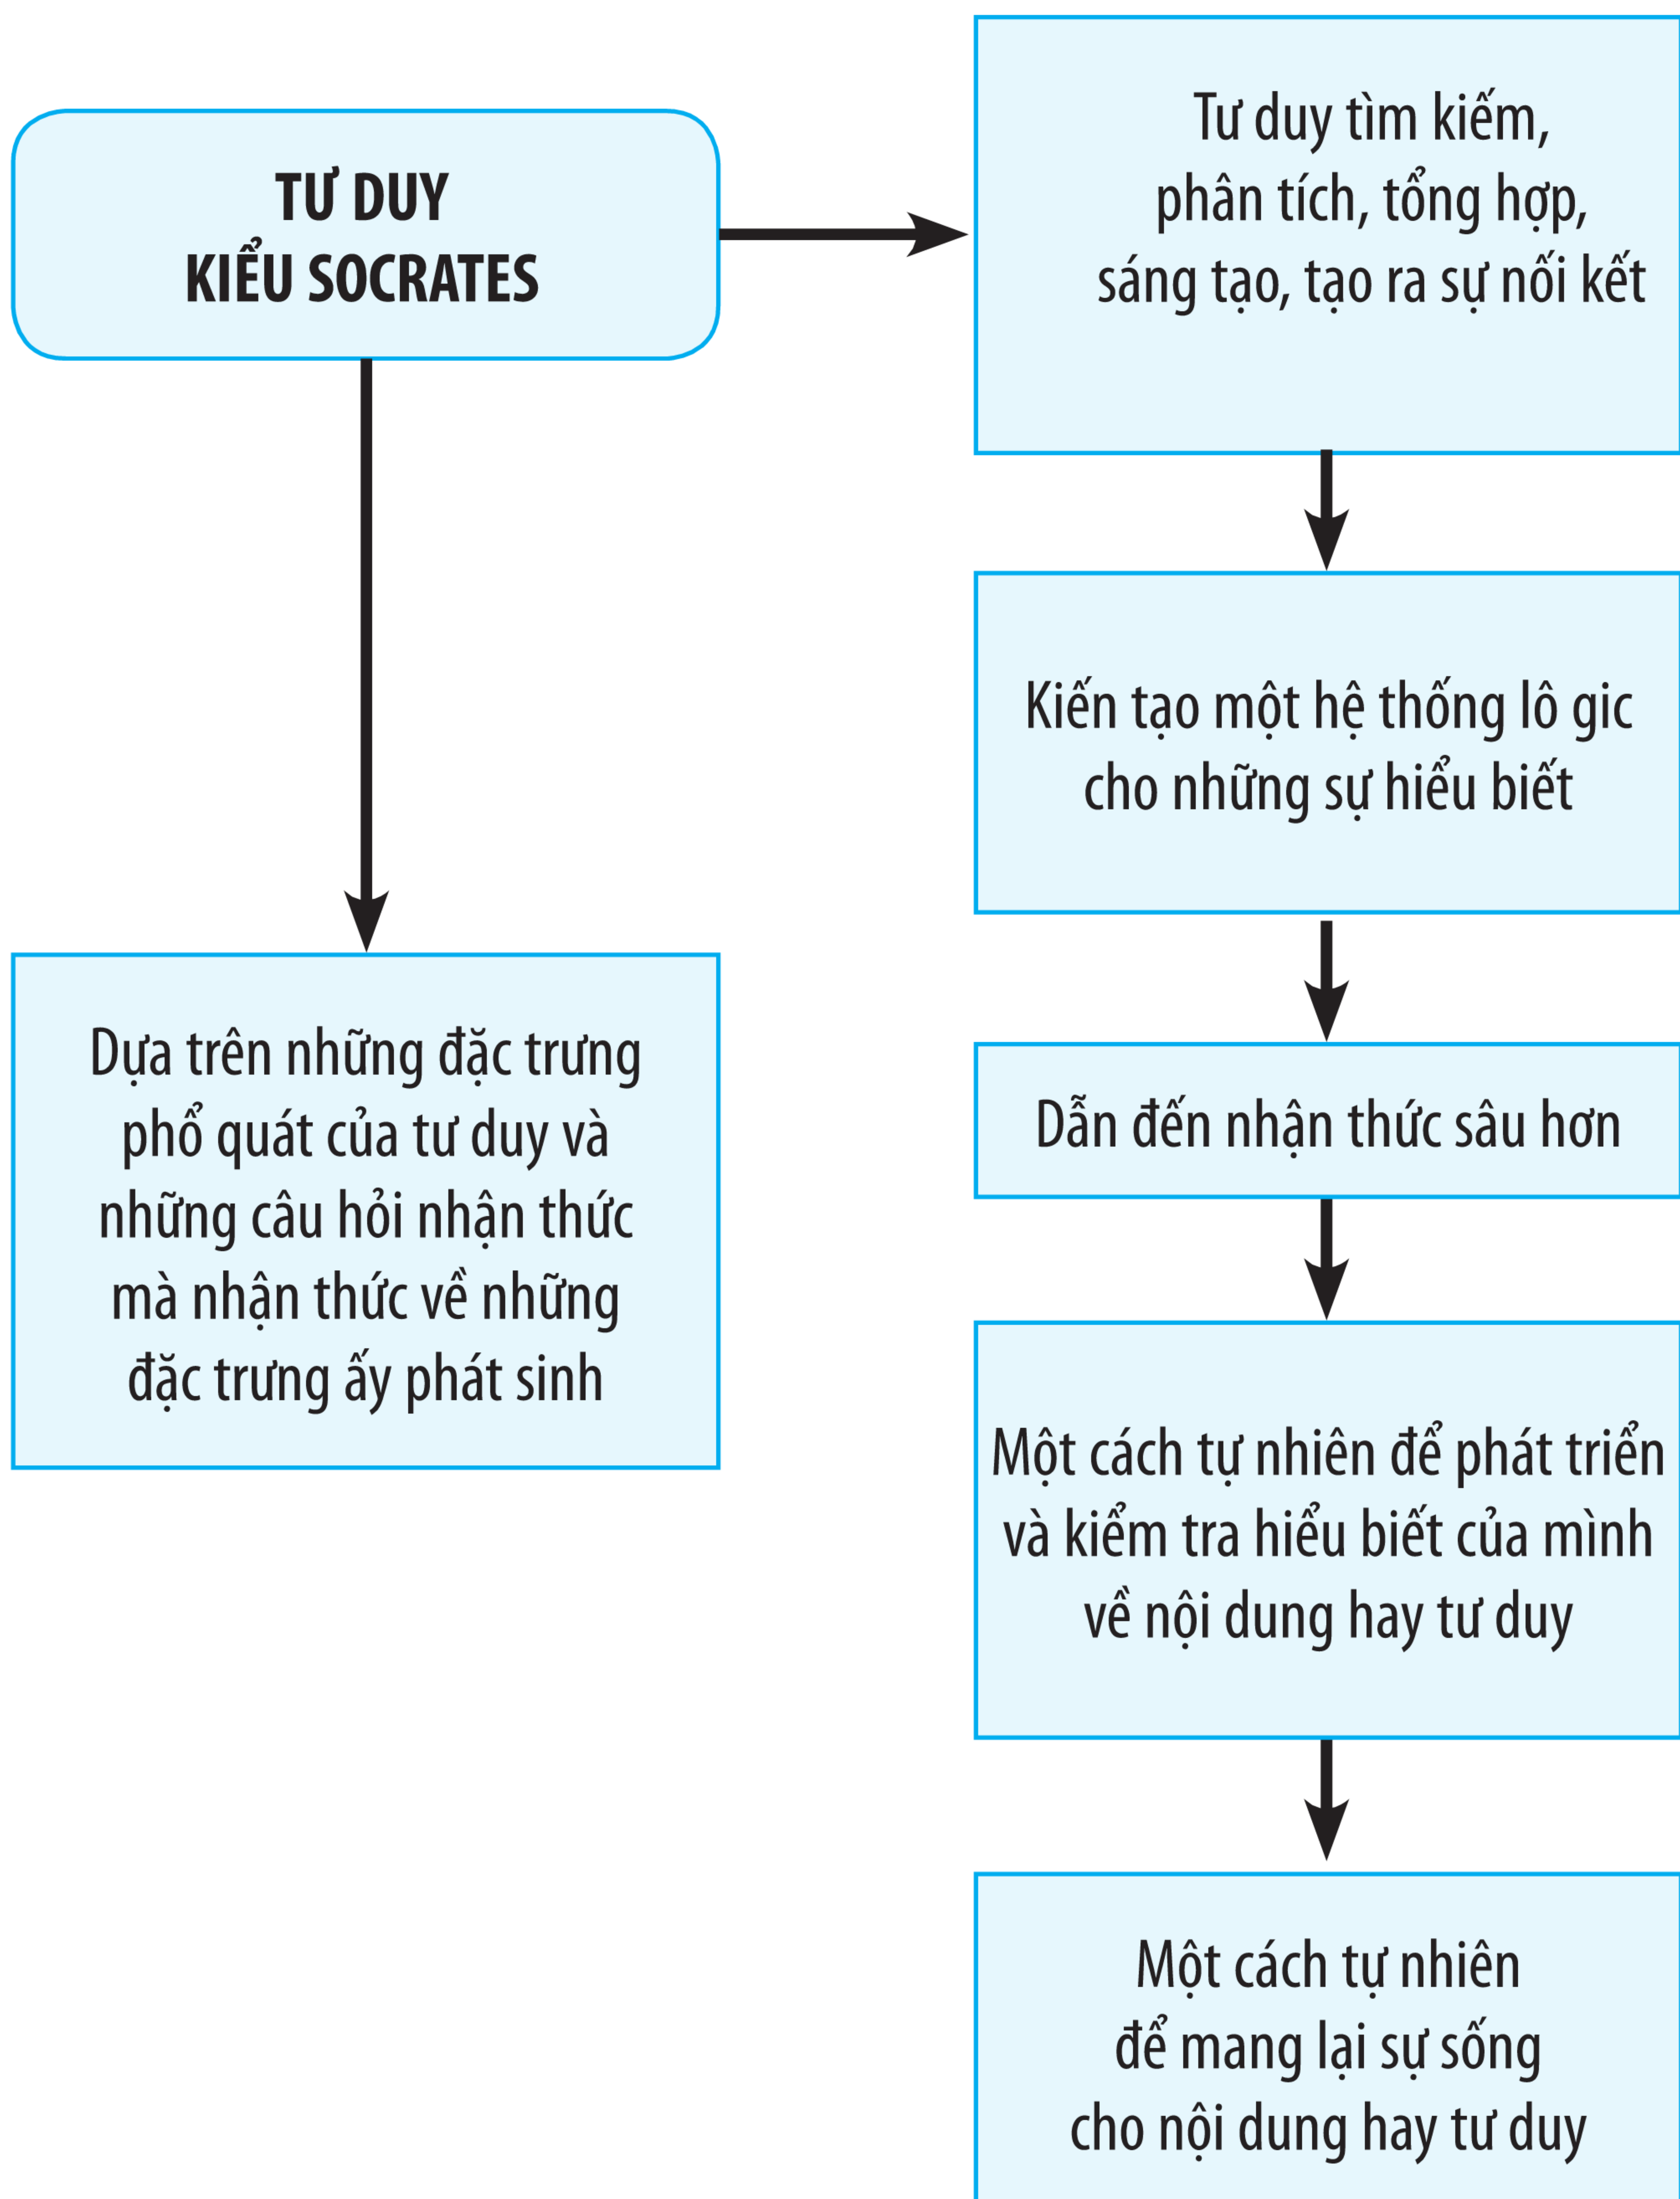 TƯ DUY
KIỂU SOCRATES
Tư duy tìm kiếm,
phân tích, tổng hợp,
sáng tạo, tạo ra sự nối kết
Kiến tạo một hệ thống lô gic
cho những sự hiểu biết
Dẫn đến nhận thức sâu hơn
Một cách tự nhiên để phát triển
và kiểm tra hiểu biết của mình
về nội dung hay tư duy
Một cách tự nhiên
để mang lại sự sống
cho nội dung hay tư duy
Dựa trên những đặc trưng
phổ quát của tư duy và
những câu hỏi nhận thức
mà nhận thức về những
đặc trưng ấy phát sinh